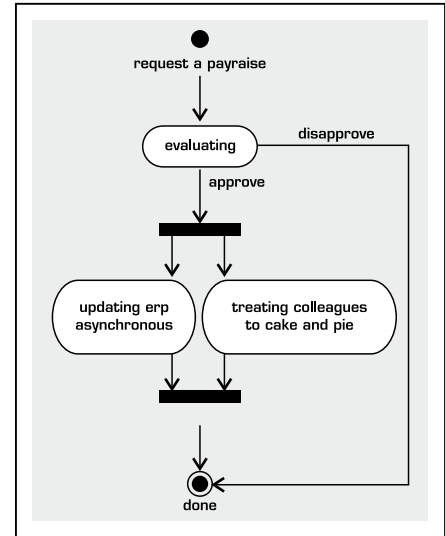 request a payraise
evaluating
disapprove
approve
updating erp
asynchronous
treating colleagues
to cake and pie
done